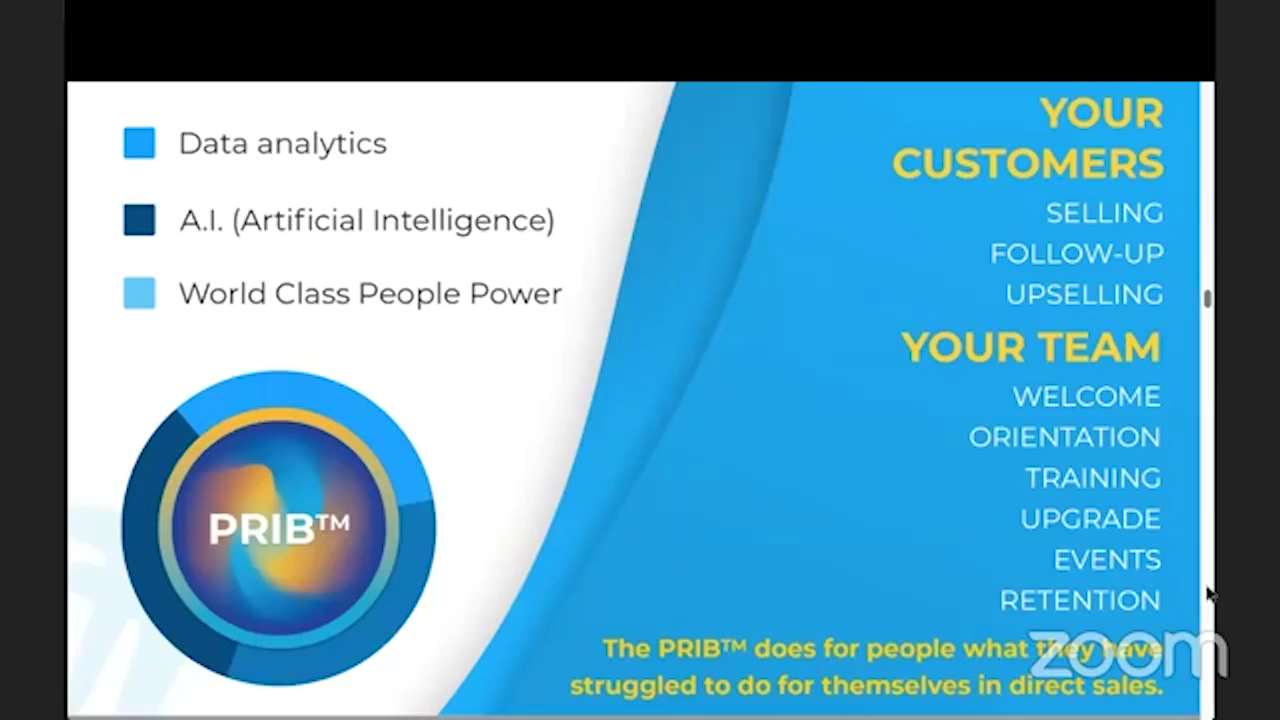 Data analytics
A.I. (Artificial Intelligence)
World Class People Power
PRIB™
YOUR
CUSTOMERS
SELLING
FOLLOW-UP
UPSELLING
YOUR TEAM
WELCOME
ORIENTATION
TRAINING
UPGRADE
EVENTS
RETENTION
The PRIB™ does for people what they have
struggled to do for themselves in direct sales.
zoom